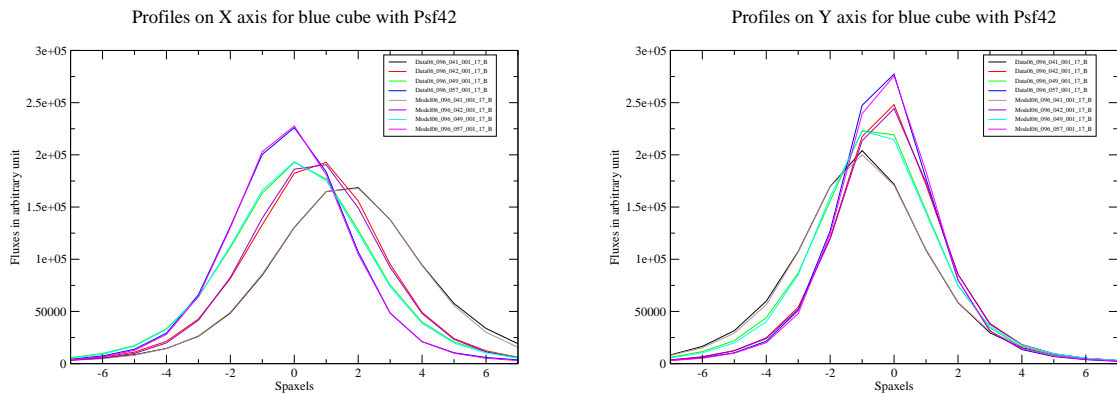 Profiles on X axis for blue cube with Psf42
3e+05
2.5e+05
2e+05
1.5e+05
1e+05
50000
0
Fluxes in arbitrary unit
-6 -4 -2 0 2 4 6
Spaxels
Data06_096_041_001_17_B
Data06_096_042_001_17_B
Data06_096_049_001_17_B
Data06_096_057_001_17_B
Model06_096_041_001_17_B
Model06_096_042_001_17_B
Model06_096_049_001_17_B
Model06_096_057_001_17_B
Profiles on Y axis for blue cube with Psf42
3e+05
2.5e+05
2e+05
1.5e+05
1e+05
50000
0
Fluxes in arbitrary unit
-6 -4 -2 0 2 4 6
Spaxels
Data06_096_041_001_17_B
Data06_096_042_001_17_B
Data06_096_049_001_17_B
Data06_096_057_001_17_B
Model06_096_041_001_17_B
Model06_096_042_001_17_B
Model06_096_049_001_17_B
Model06_096_057_001_17_B